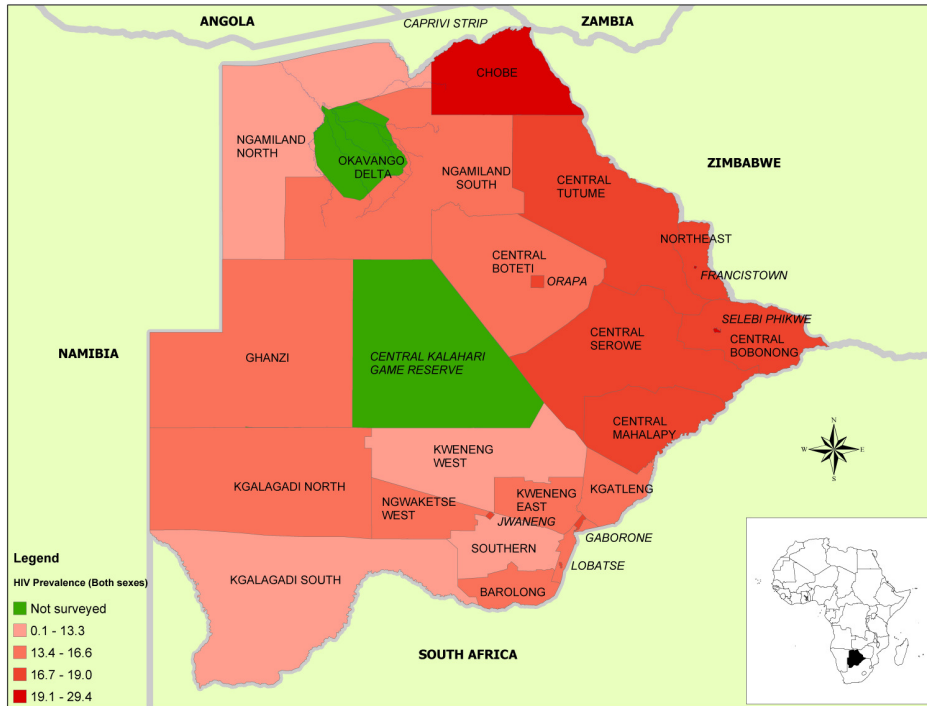 ANGOLA
CAPRIVI STRIP
ZAMBIA
CHOBE
NGAMILAND
NORTH
OKAVANGO
DELTA
NGAMILAND
SOUTH
CENTRAL
TUTUME
ZIMBABWE
NORTHEAST
CENTRAL
BOTETI
ORAPA
FRANCISTOWN
SELEBI PHIKWE
CENTRAL
SEROWE
CENTRAL
BOBONONG
NAMIBIA
GHANZI
CENTRAL KALAHARI
GAME RESERVE
CENTRAL
MAHALAPY
N
W
E
S
KWENENG
WEST
KGALAGADI NORTH
NGWAKETSE
WEST
KWENENG
EAST
KGATLENG
JWANENG
GABORONE
SOUTHERN
LOBATSE
KGALAGADI SOUTH
BAROLONG
SOUTH AFRICA
Legend
HIV Prevalence (Both sexes)
Not surveyed
0.1 - 13.3
13.4 - 16.6
16.7 - 19.0
19.1 - 29.4